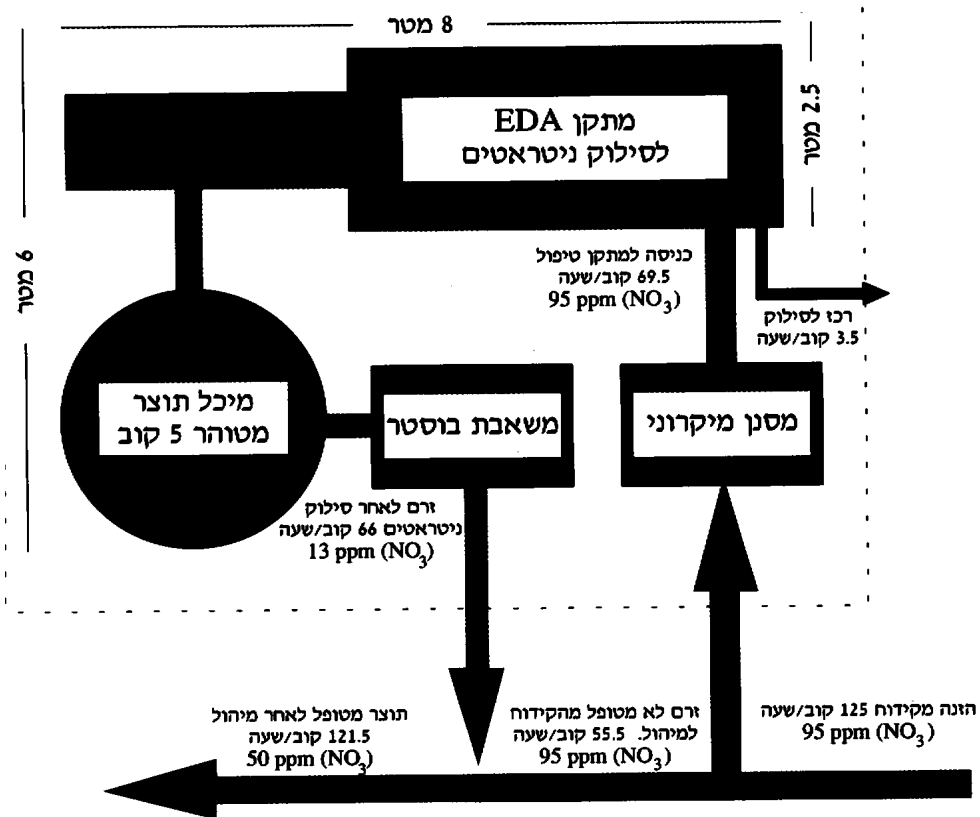 8 מטר
2.5 מטר
6 מטר
מתקן EDA
לסילוק ניטראטים
כניסה למתקן טיפול
69.5 קוב/שעה
95 ppm (NO3)
רכז לסילוק
3.5 קוב/שעה
מיכל תוצר
מטוהר 5 קוב
משאבת בוסטר
מסנן מיקרוני
זרם לאחר סילוק
ניטראטים 66 קוב/שעה
13 ppm (NO3)
הזנה מקידוח 125 קוב/שעה
95 ppm (NO3)
זרם לא מטופל מהקידוח
למיהול. 55.5 קוב/שעה
95 ppm (NO3)
תוצר מטופל לאחר מיהול
121.5 קוב/שעה
50 ppm (NO3)